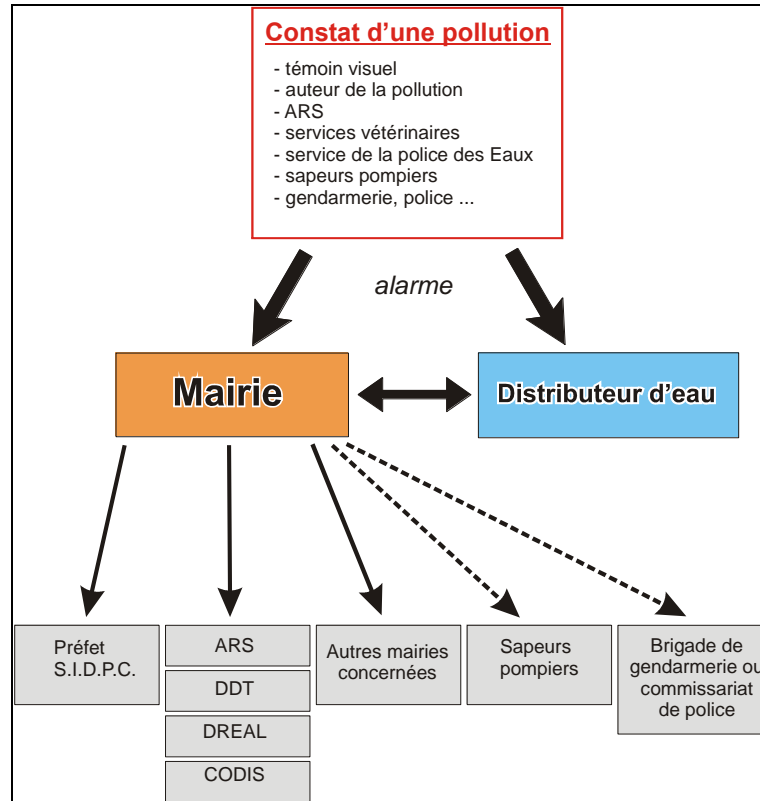 Constat d'une pollution
- témoin visuel
- auteur de la pollution
- ARS
- services vétérinaires
- service de la police des Eaux
- sapeurs pompiers
- gendarmerie, police ...
alarme
Mairie
Distributeur d'eau
Préfet
S.I.D.P.C.
ARS
DDT
DREAL
CODIS
Autres mairies
concernées
Sapeurs
pompiers
Brigade de
gendarmerie ou
commissariat
de police